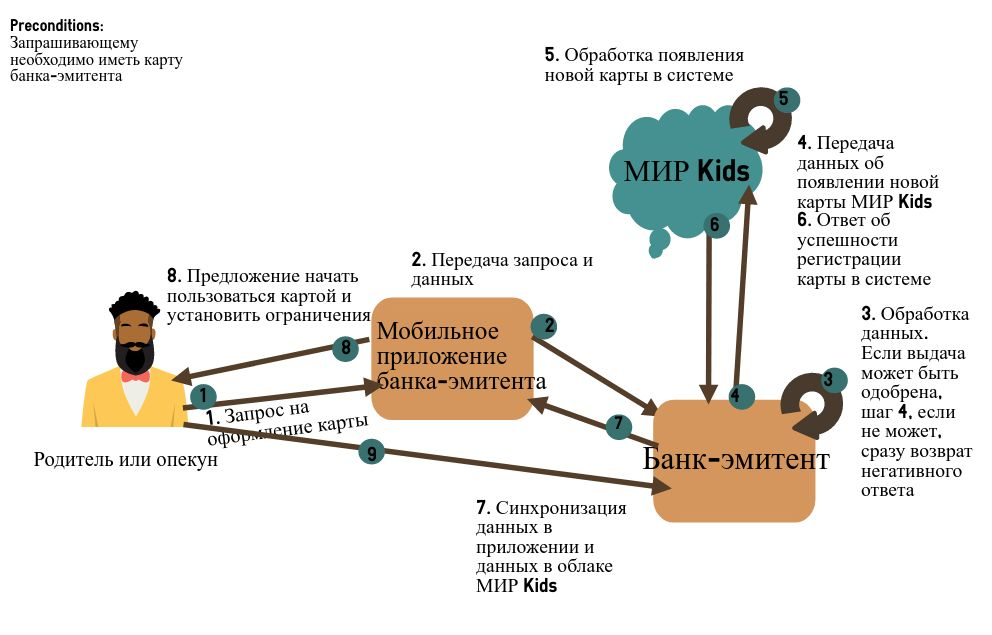 Preconditions:
Запрашивающему
необходимо иметь карту
банка-эмитента
5. Обработка появления
новой карты в системе
5
МИР Kids
4. Передача
данных об
появлении новой
карты МИР Kids
6. Ответ об
успешности
регистрации
карты в системе
6
2. Передача запроса и
данных
8. Предложение начать
пользоваться картой и
установить ограничения
Мобильное
приложение
банка-эмитента
2
8
3. Обработка
данных.
Если выдача
может быть
одобрена,
шаг 4, если
не может,
сразу возврат
негативного
ответа
3
4
1
1. Запрос на
оформление карты
7
9
Родитель или опекун
Банк-эмитент
7. Синхронизация
данных в
приложении и
данных в облаке
МИР Kids